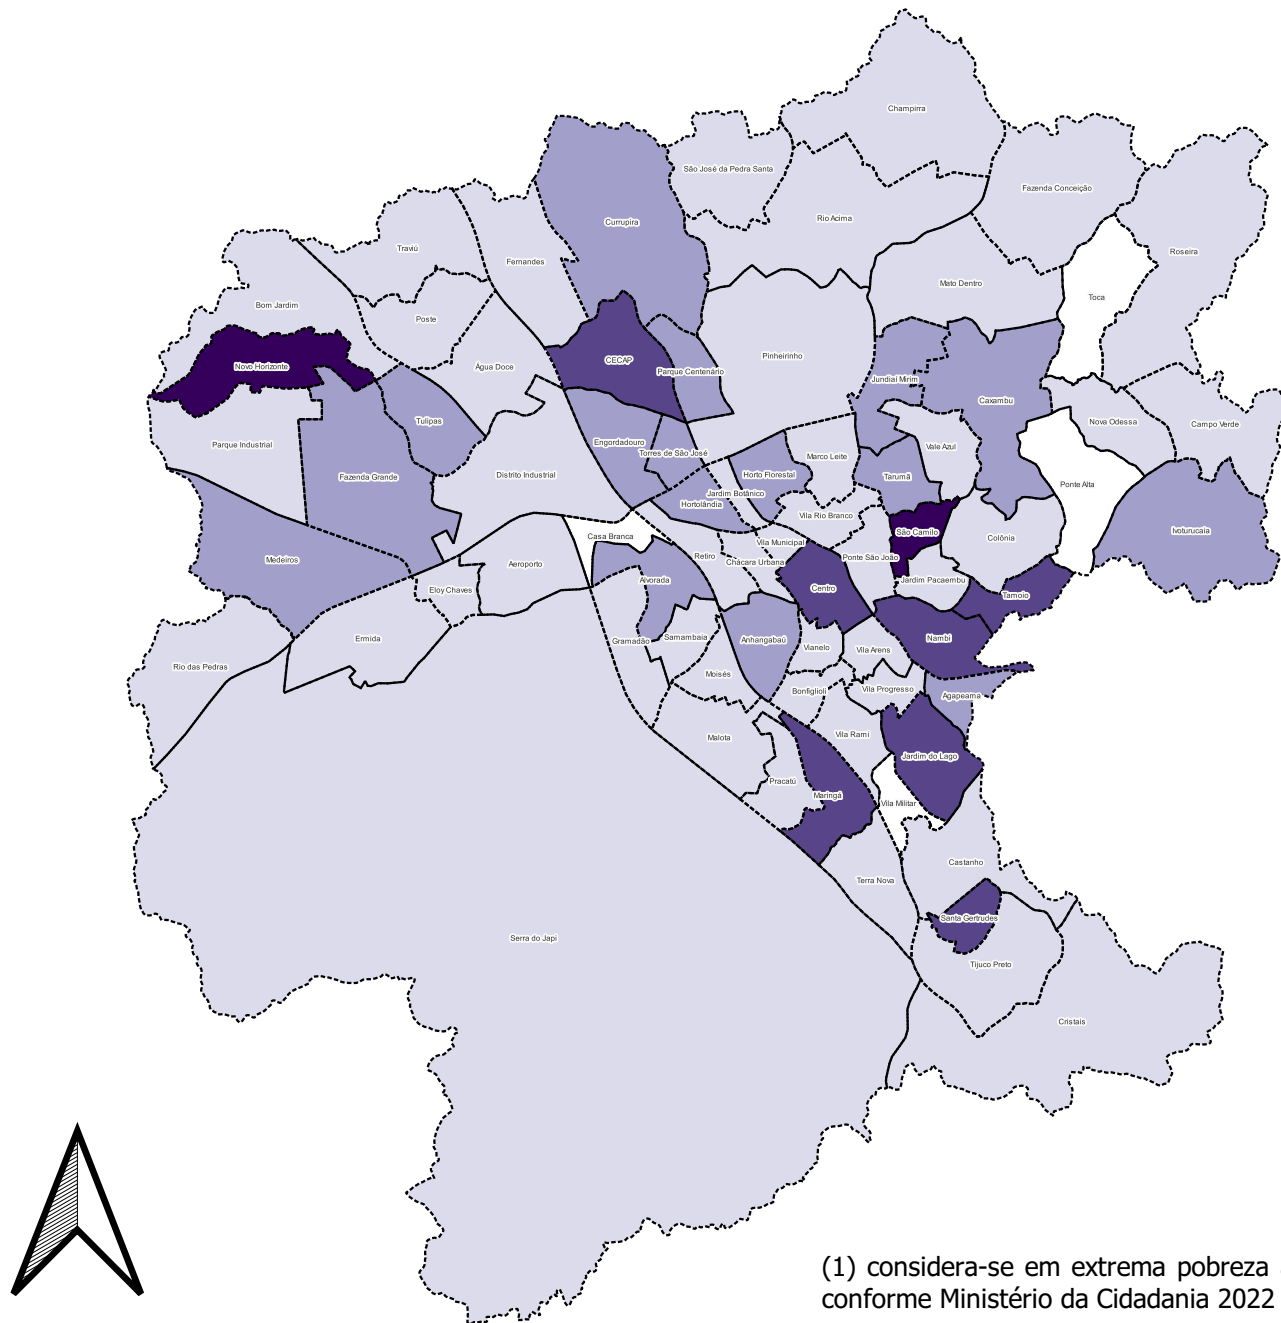 Champirra
São José da Pedra Santa
Fazenda Conceição
Rio Acima
Currupira
Roseira
Traviú
Fernandes
Mato Dentro
Toca
Bom Jardim
Poste
Pinheirinho
CECAP
Novo Horizonte
Água Doce
Parque Centenário
Jundiaí Mirim
Caxambu
Tulipas
Nova Odessa
Campo Verde
Parque Industrial
Engordadouro
Vale Azul
Torres de São José
Marco Leite
Fazenda Grande
Distrito Industrial
Horto Florestal
Tarumã
Ponte Alta
Jardim Botânico
Hortolândia
Vila Rio Branco
Ivoturucaia
São Camilo
Casa Branca
Colônia
Vila Municipal
Retiro
Ponte São João
Medeiros
Chácara Urbana
Aeroporto
Alvorada
Jardim Pacaembu
Eloy Chaves
Centro
Tamoio
Ermida
Gramadão
Samambaia
Anhangabaú
Nambi
Vianelo
Vila Arens
Rio das Pedras
Moisés
Bonfiglioli
Vila Progresso
Agapeama
Malota
Vila Rami
Jardim do Lago
Pracatú
Maringá
Vila Militar
Castanho
Terra Nova
Santa Gertrudes
Serra do Japi
Tijuco Preto
Cristais
(1) considera-se em extrema pobreza
conforme Ministério da Cidadania 2022